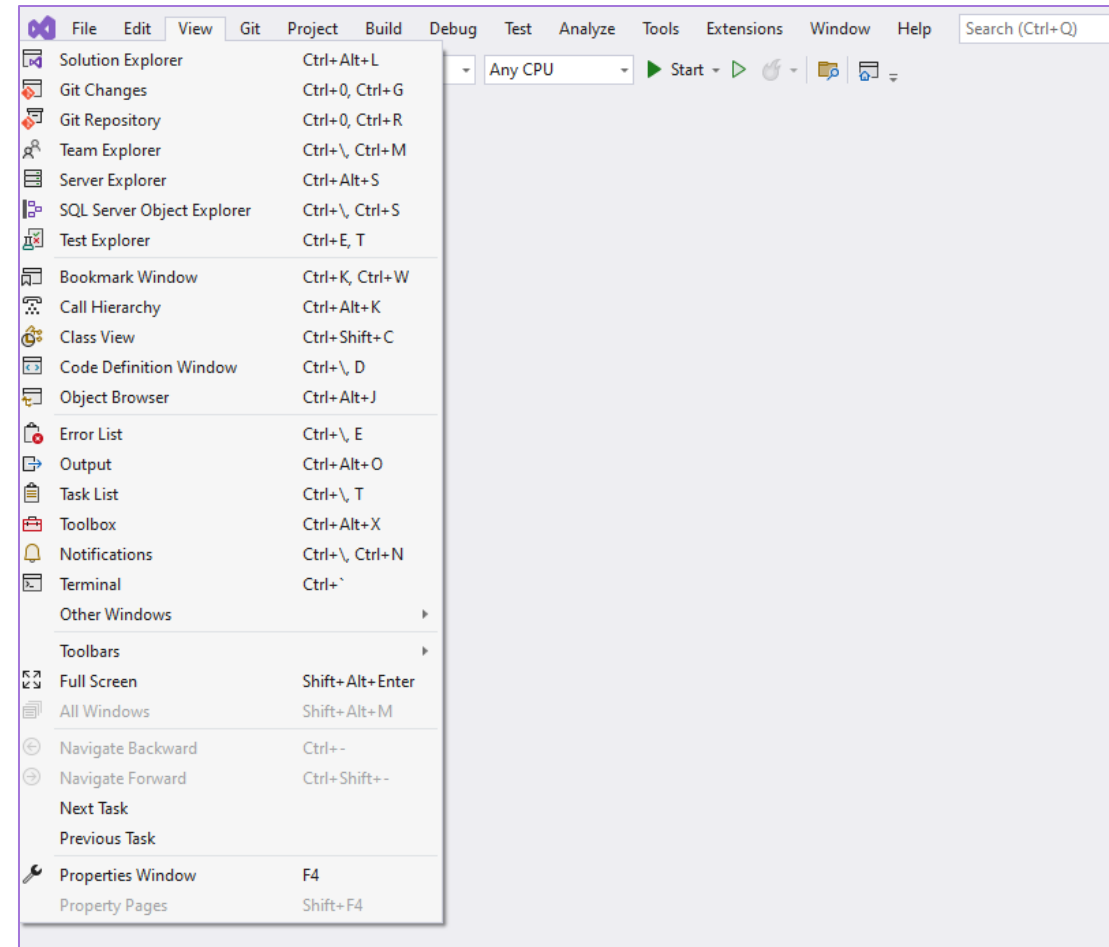 File Edit View Git Project Build Debug Test Analyze Tools Extensions Window Help Search (Ctrl+Q)
Any CPU Start
Solution Explorer Ctrl+Alt+L
Git Changes Ctrl+0, Ctrl+G
Git Repository Ctrl+0, Ctrl+R
Team Explorer Ctrl+\, Ctrl+M
Server Explorer Ctrl+Alt+S
SQL Server Object Explorer Ctrl+\, Ctrl+S
Test Explorer Ctrl+E, T
Bookmark Window Ctrl+K, Ctrl+W
Call Hierarchy Ctrl+Alt+K
Class View Ctrl+Shift+C
Code Definition Window Ctrl+\, D
Object Browser Ctrl+Alt+J
Error List Ctrl+\, E
Output Ctrl+Alt+O
Task List Ctrl+\, T
Toolbox Ctrl+Alt+X
Notifications Ctrl+\, Ctrl+N
Terminal Ctrl+`
Other Windows
Toolbars
Full Screen Shift+Alt+Enter
All Windows Shift+Alt+M
Navigate Backward Ctrl+-
Navigate Forward Ctrl+Shift+-
Next Task
Previous Task
Properties Window F4
Property Pages Shift+F4